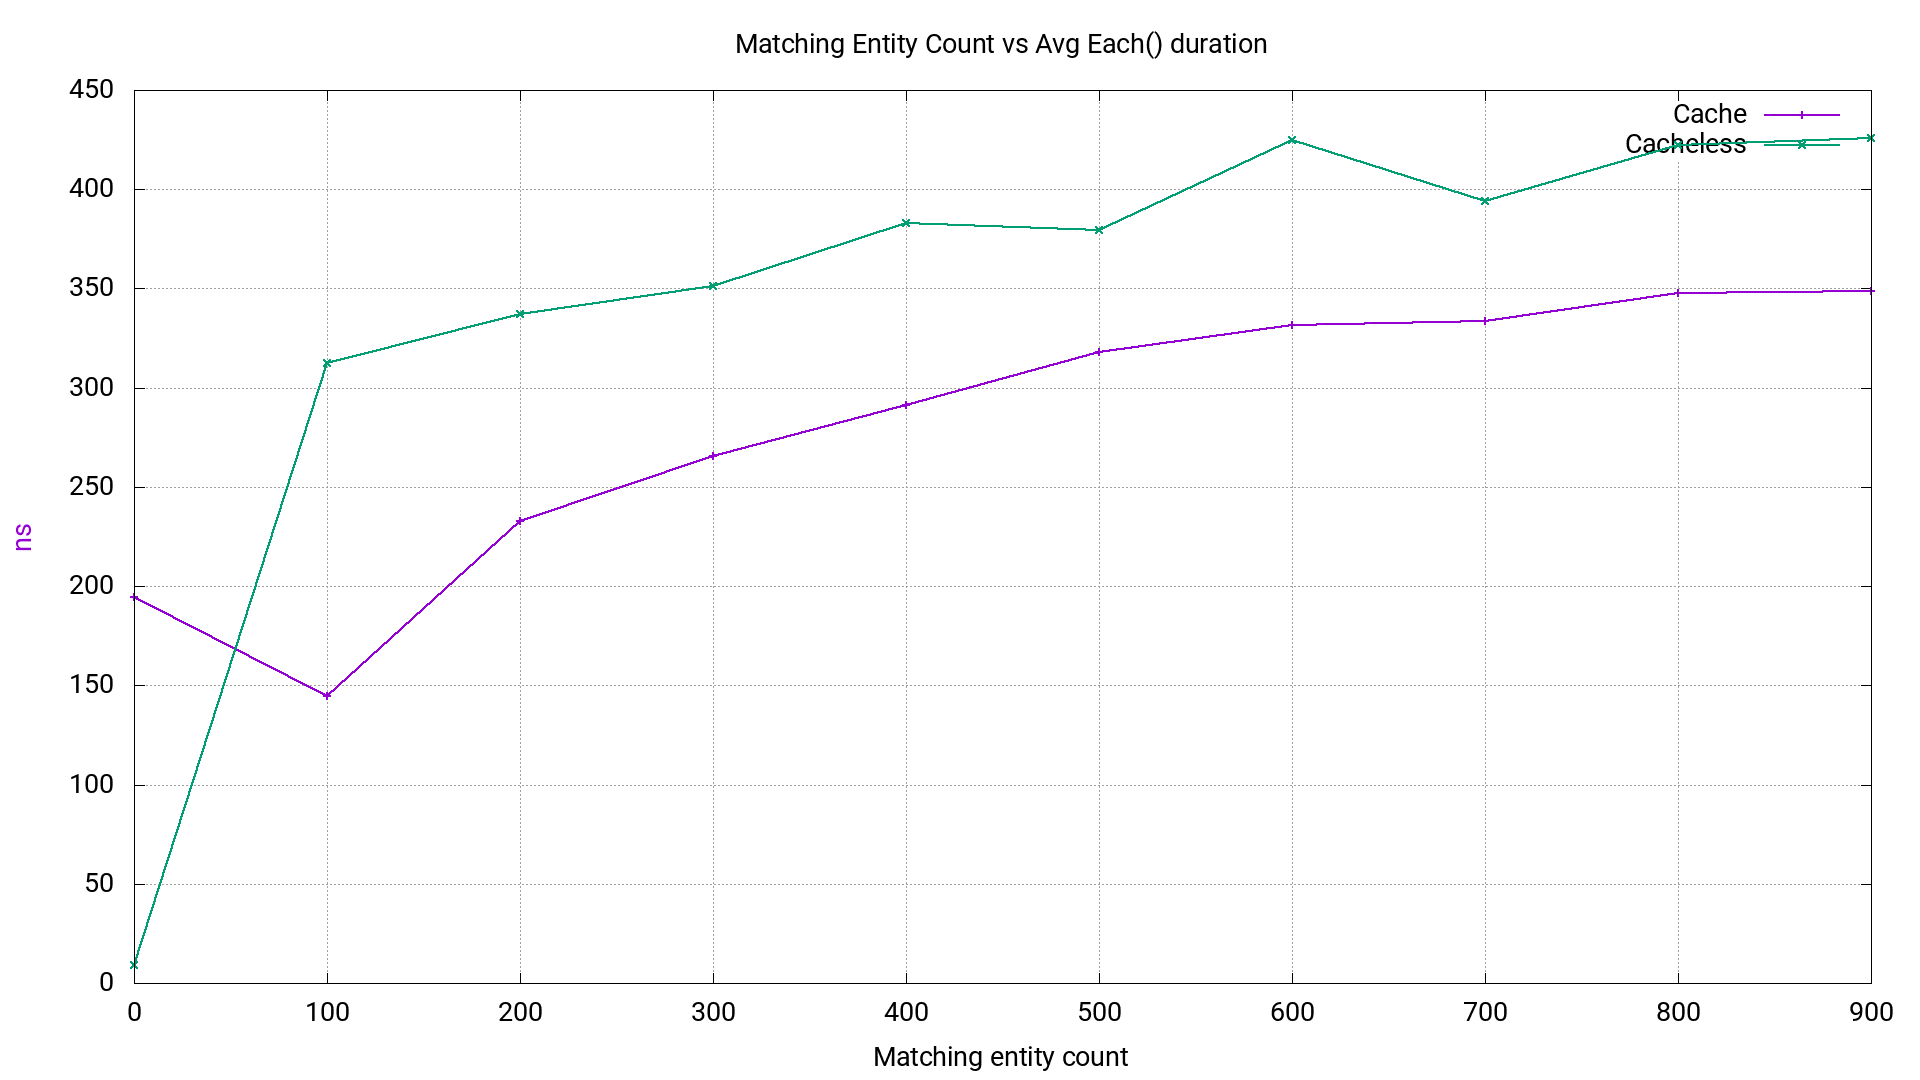 Matching Entity Count vs Avg Each() duration
450
400
350
300
250
200
150
100
50
0
ns
Cache
Cacheless
0 100 200 300 400 500 600 700 800 900
Matching entity count